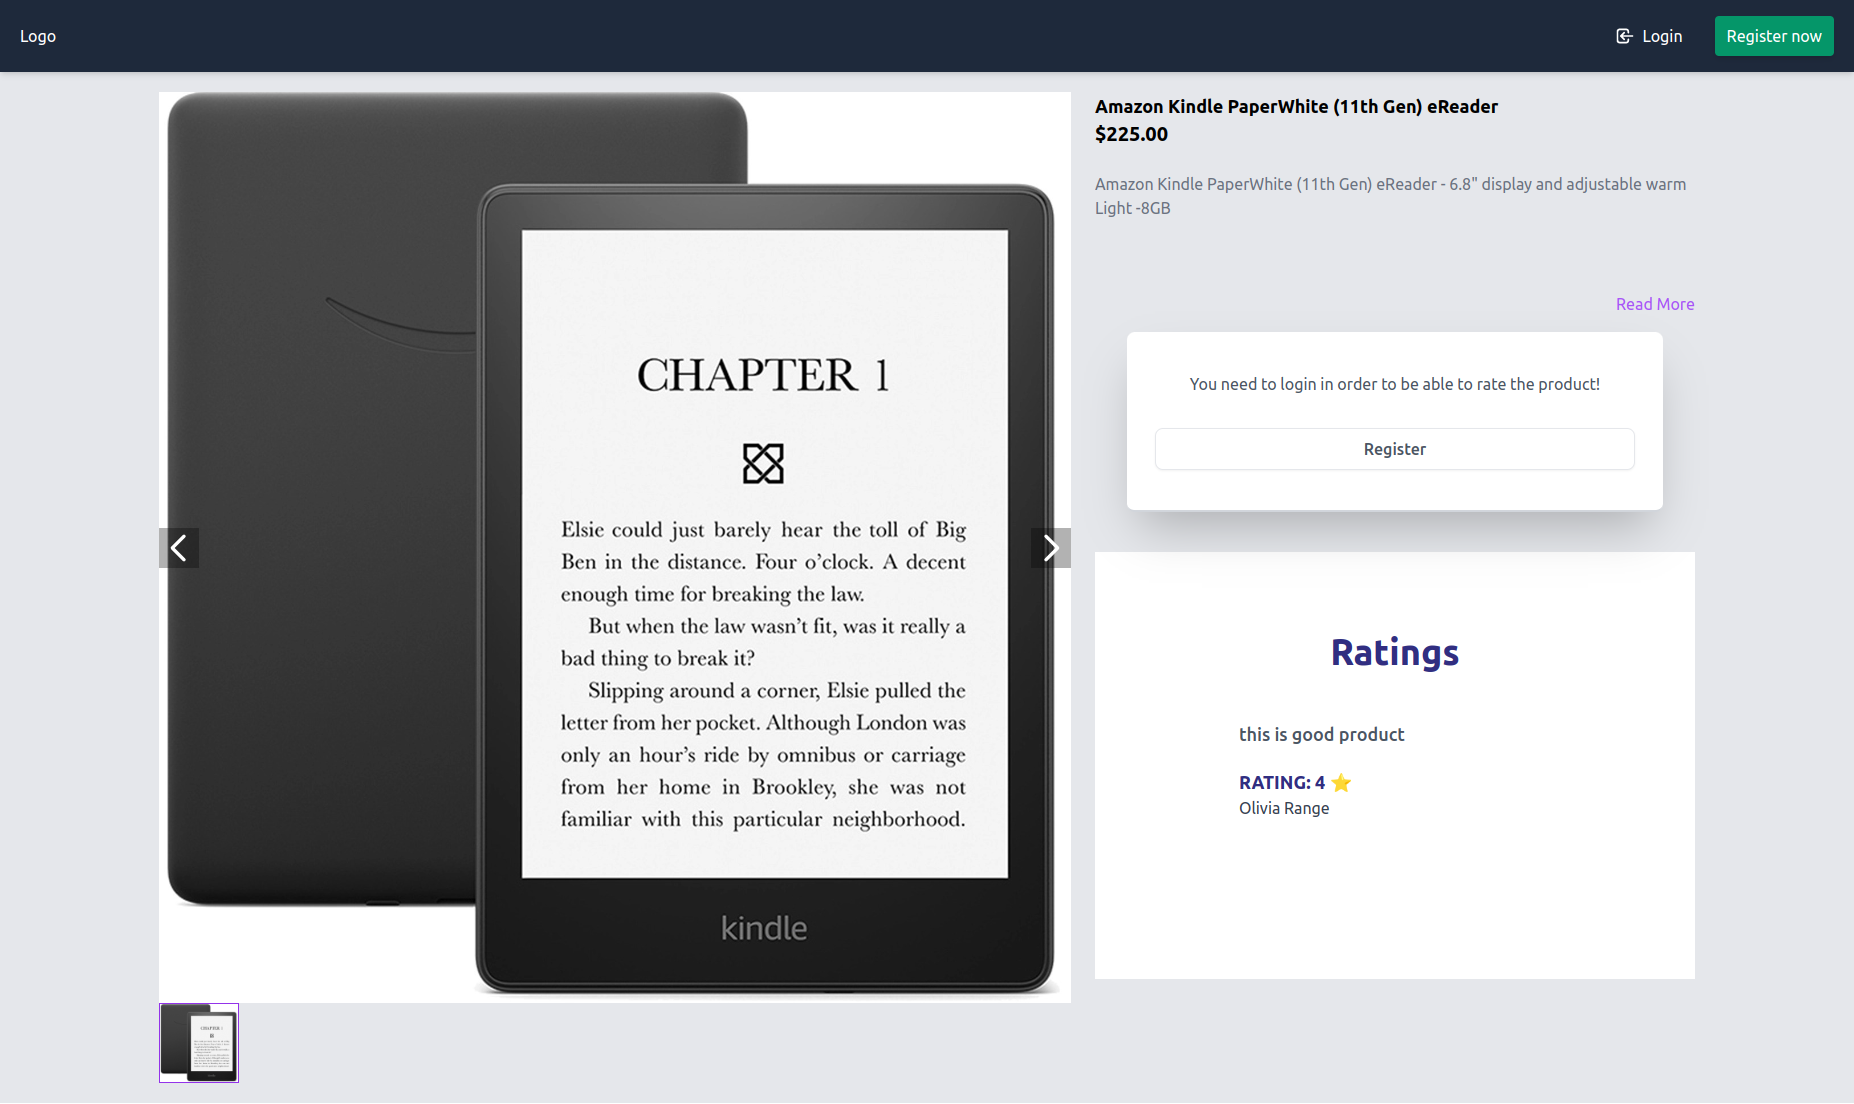 Logo
Login
Register now
Amazon Kindle PaperWhite (11th Gen) eReader
$225.00
Amazon Kindle PaperWhite (11th Gen) eReader - 6.8" display and adjustable warm
Light -8GB
Read More
You need to login in order to be able to rate the product!
Register
Ratings
this is good product
RATING: 4 ⭐
Olivia Range
CHAPTER 1
Elsie could just barely hear the toll of Big
Ben in the distance. Four o’clock. A decent
enough time for breaking the law.
But when the law wasn’t fit, was it really a
bad thing to break it?
Slipping around a corner, Elsie pulled the
letter from her pocket. Although London was
only an hour’s ride by omnibus or carriage
from her home in Brookley, she was not
familiar with this particular neighborhood.
kindle
CHAPTER 1